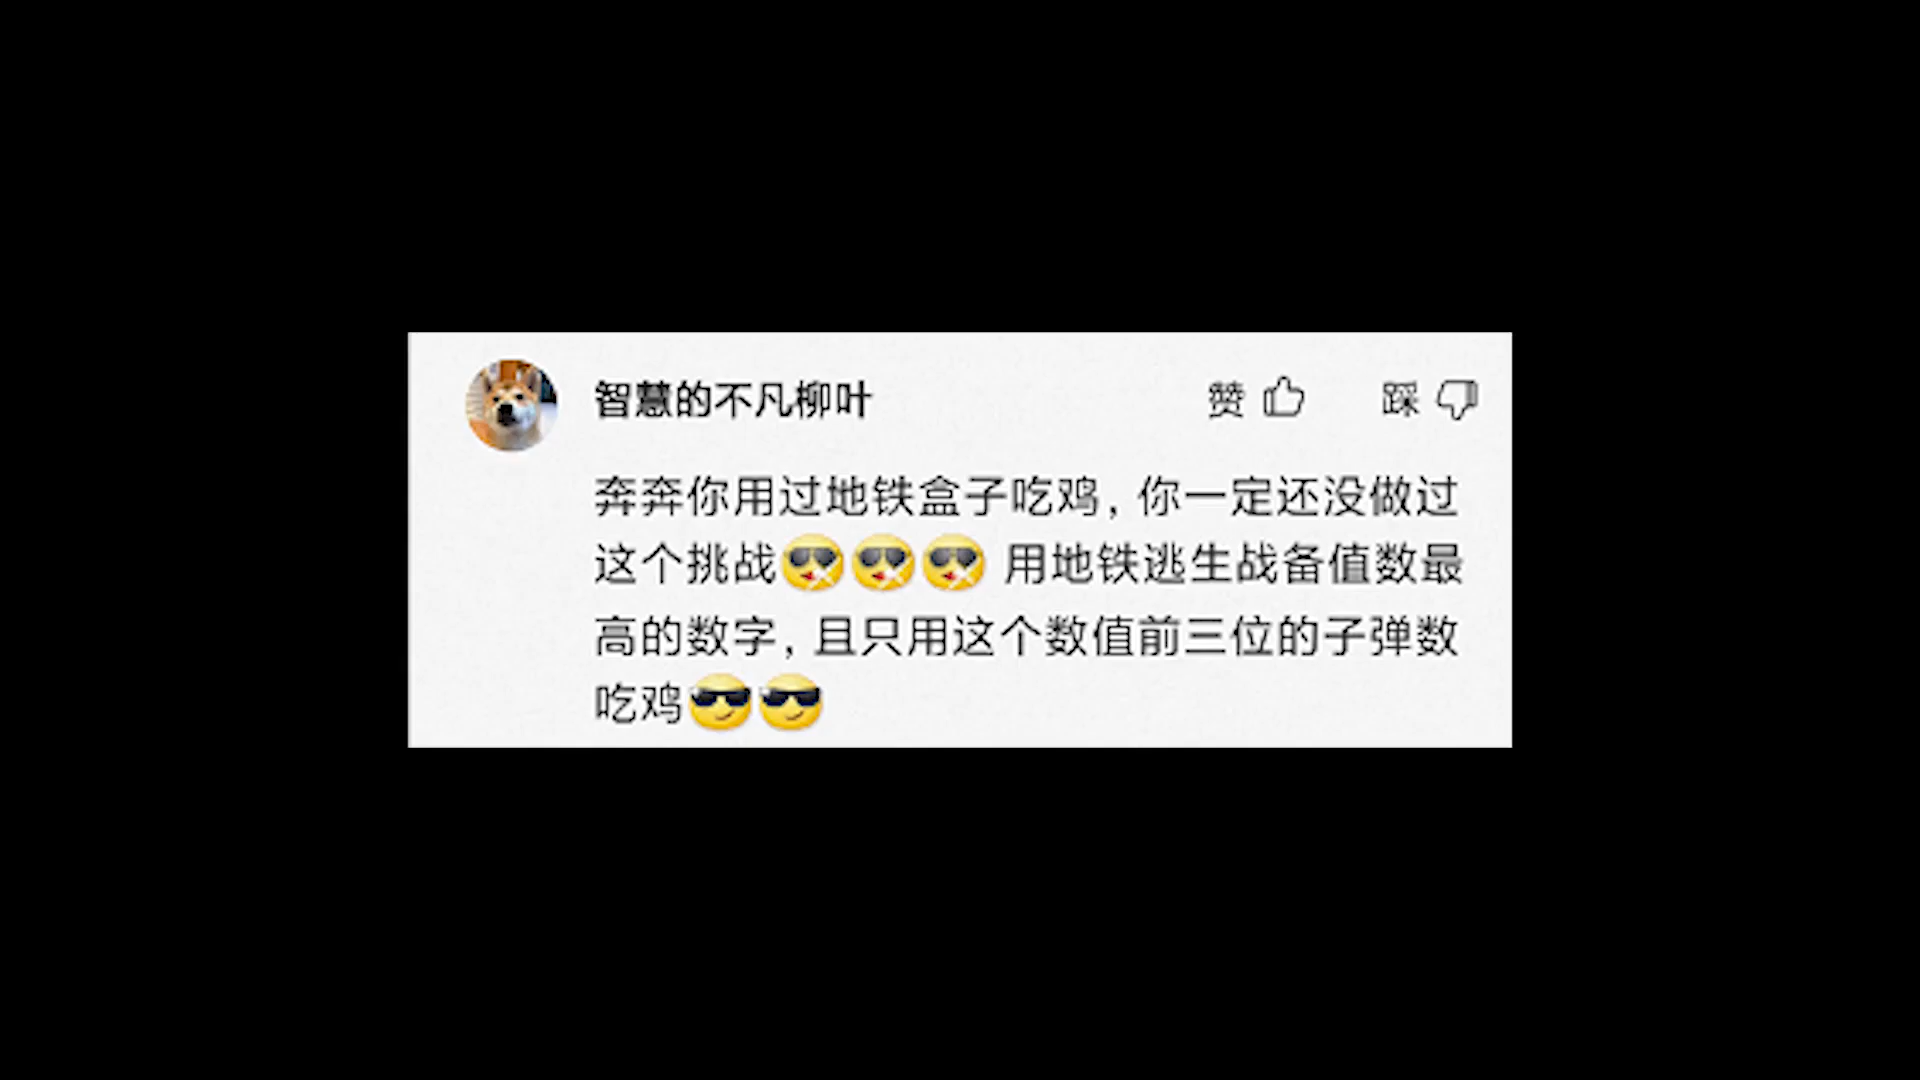 智慧的不凡柳叶 赞 踩
奔奔你用过地铁盒子吃鸡，你一定还没做过
这个挑战 用地铁逃生战备值数最
高的数字，且只用这个数值前三位的子弹数
吃鸡